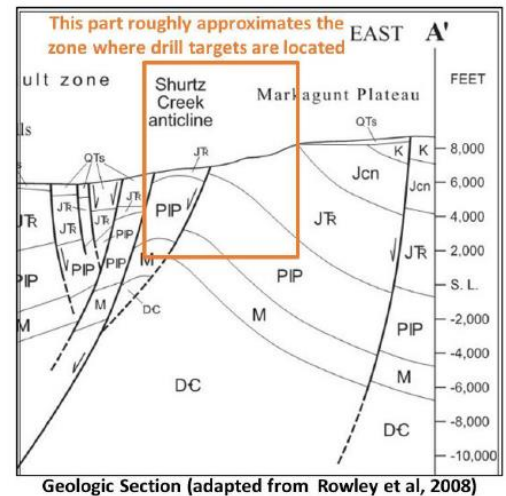 This part roughly approximates the
zone where drill targets are located
EAST A'
ult zone
FEET
Shurtz
Creek
anticline
Markagunt Plateau
lls
QTs
QTs
JTR
K K
8,000
Jcn
Jcn
6,000
JTR
JTR
JTR
JTR
PIP
4,000
JTR
JTR
PIP
JTR
2,000
PIP
PIP
PIP
M
PIP
S. L.
M
M
DC
M
-2,000
PIP
-4,000
M
-6,000
DC
DC
-8,000
-10,000
Geologic Section (adapted from Rowley et al, 2008)